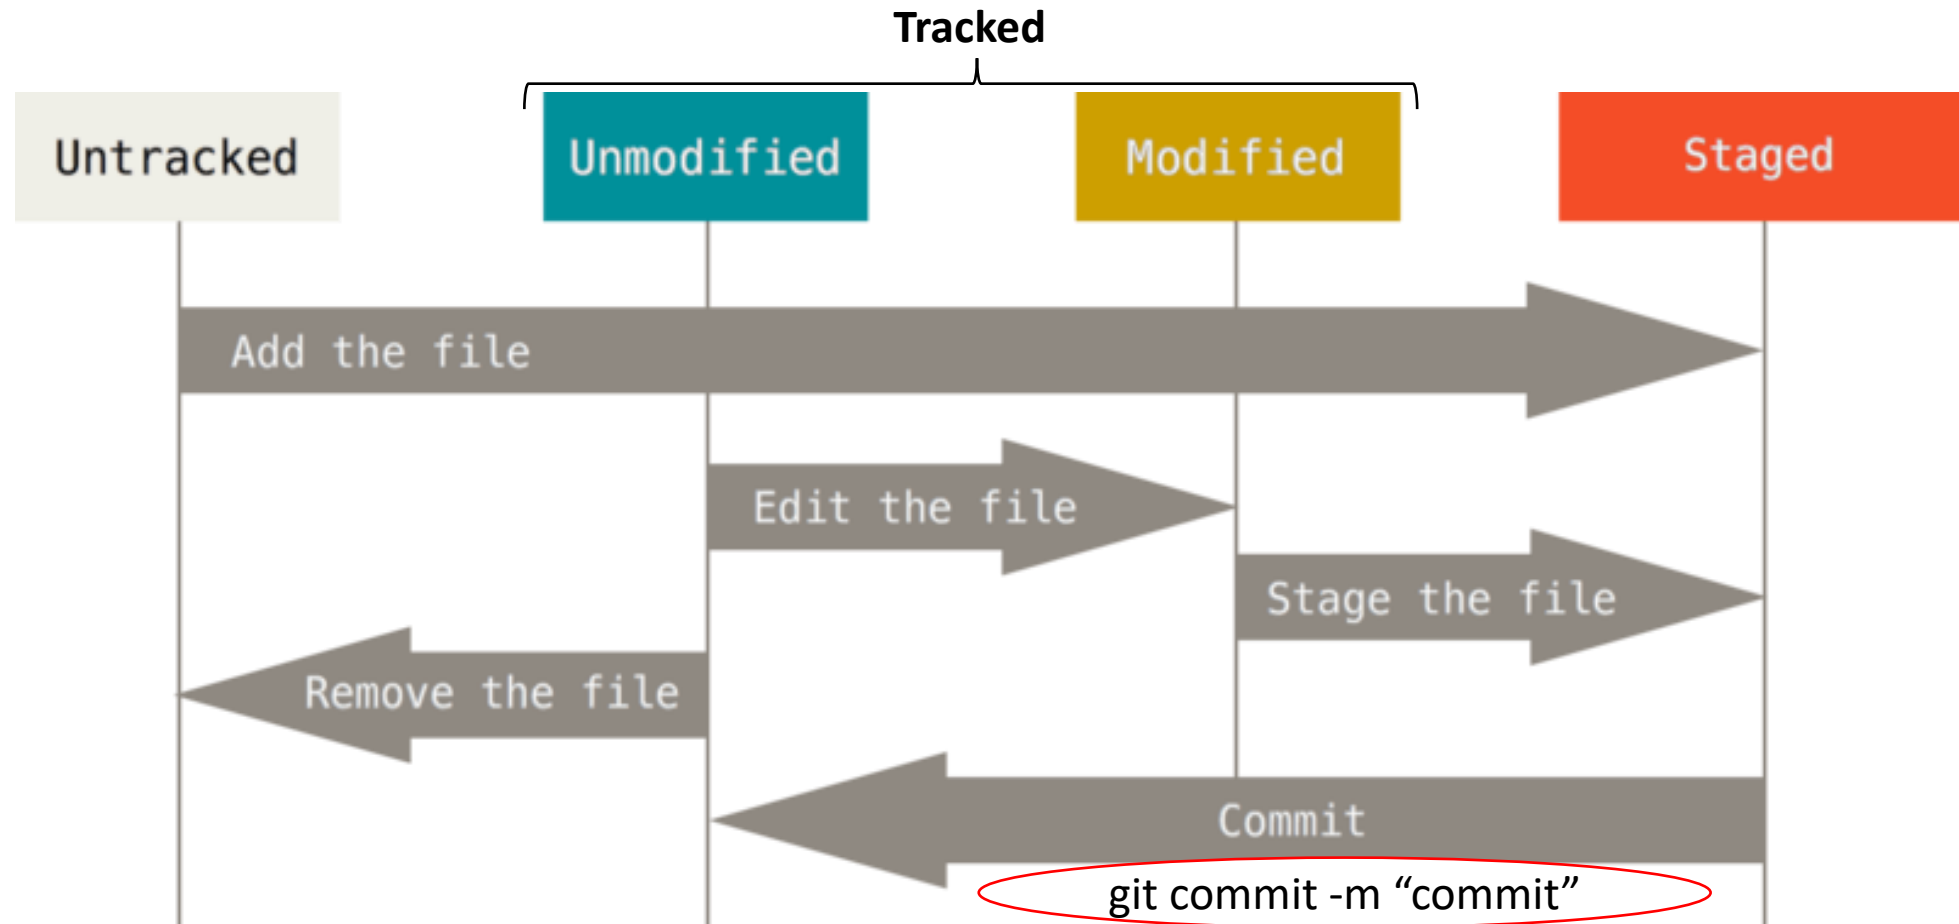 Tracked
Untracked
Unmodified
Modified
Staged
Add the file
Edit the file
Stage the file
Remove the file
Commit
git commit -m “commit”